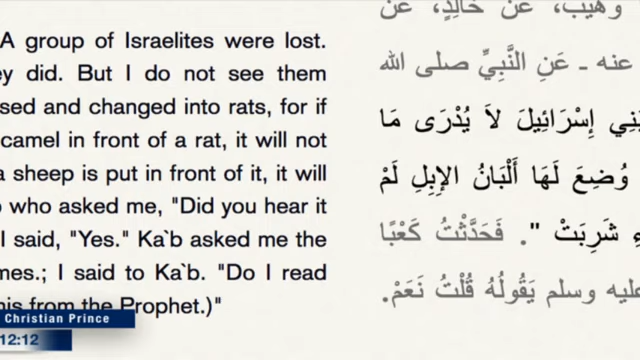 A group of Israelites were lost.
ey did. But I do not see them
sed and changed into rats, for if
camel in front of a rat, it will not
a sheep is put in front of it, it will
who asked me, "Did you hear it
I said, "Yes." Ka`b asked me the
mes.; I said to Ka`b. "Do I read
his from the Prophet.)"
وهيب، عن خالد، عن
عنه ـ عَنِ النَّبِيِّ صلى الله
بَنِي إِسْرَائِيلَ لاَ يُدْرَى مَا
وُضِعَ لَهَا أَلْبَانُ الإِبِلِ لَمْ
شَرِبَتْ ". فَحَدَّثْتُ كَعْبًا
عليه وسلم يَقُولُهُ قُلْتُ نَعَمْ.
Christian Prince
12:12